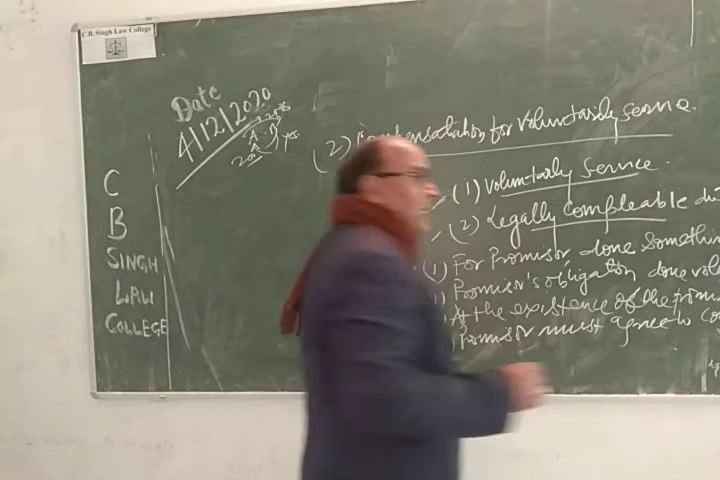 C.B. Singh Law College
Date
4/12/2020
C
B
SINGH
LAW
COLLEGE
(2) Compensation for Voluntarily Service.
(1) Voluntarily Service.
(2) Legally Compleable
(1) For Promisor done Somethin
Promisor's obligation done vol
At the existence of the promi
Promisor must agree to co